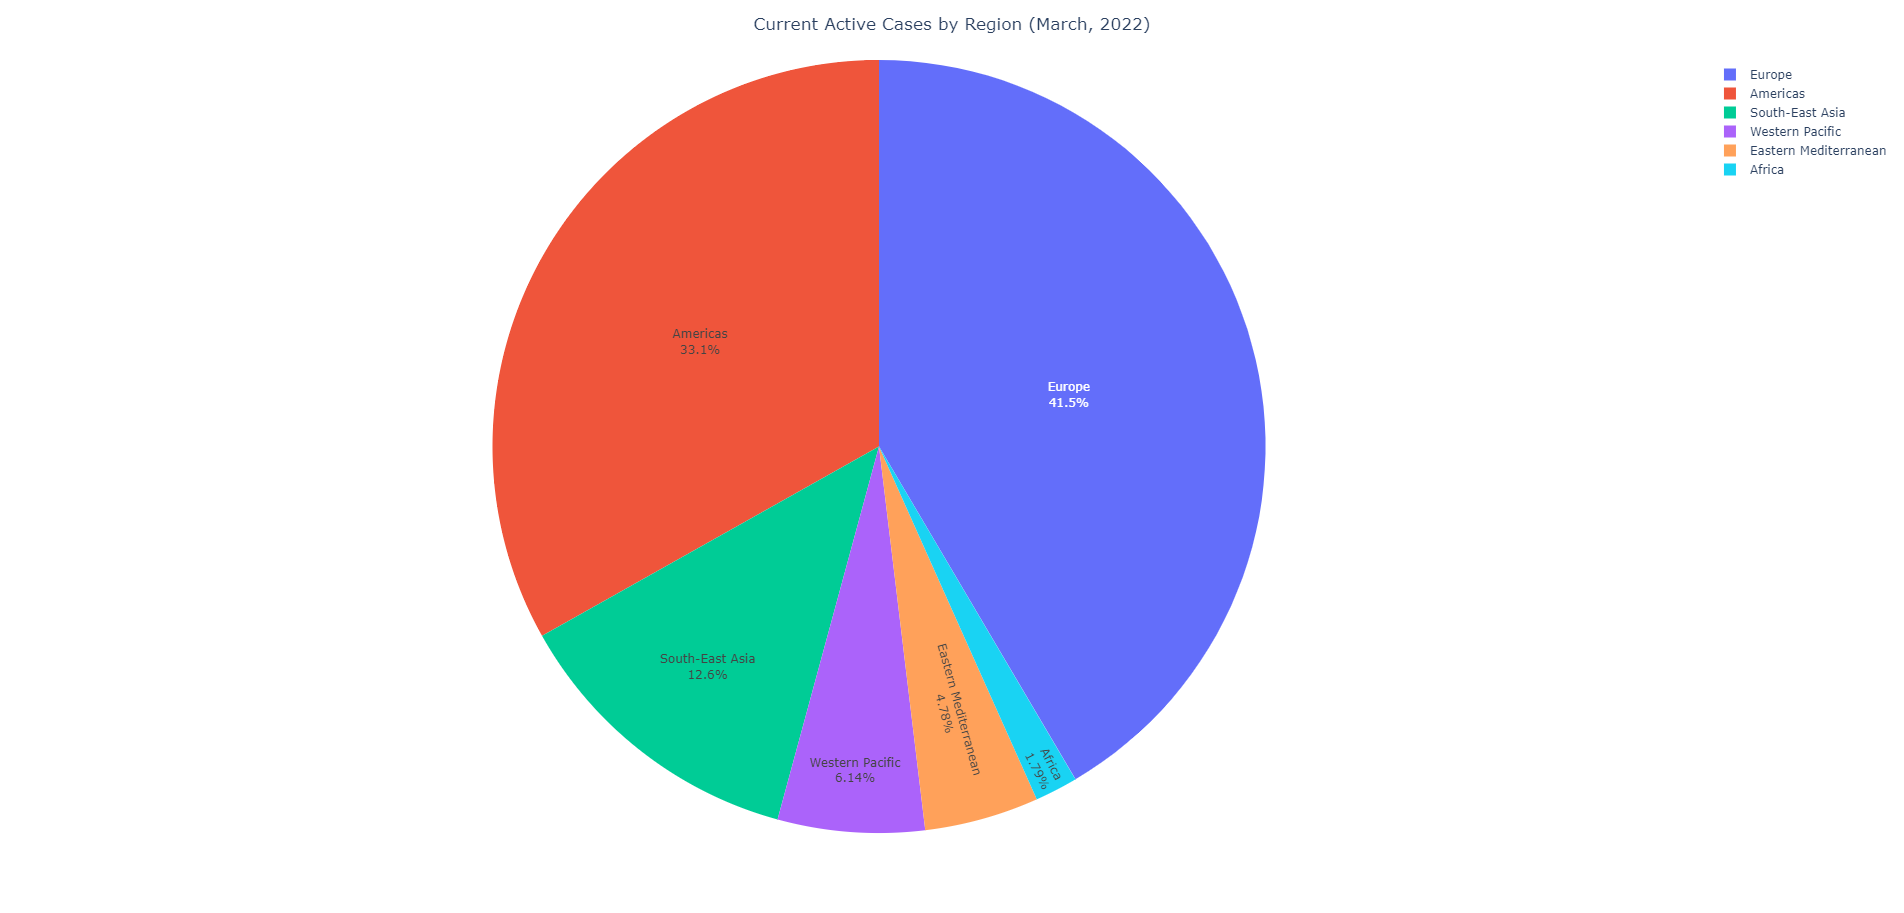 Current Active Cases by Region (March, 2022)
Europe
Americas
South-East Asia
Western Pacific
Eastern Mediterranean
Africa
Americas
33.1%
Europe
41.5%
South-East Asia
12.6%
Western Pacific
6.14%
Eastern Mediterranean
4.78%
Africa
1.79%